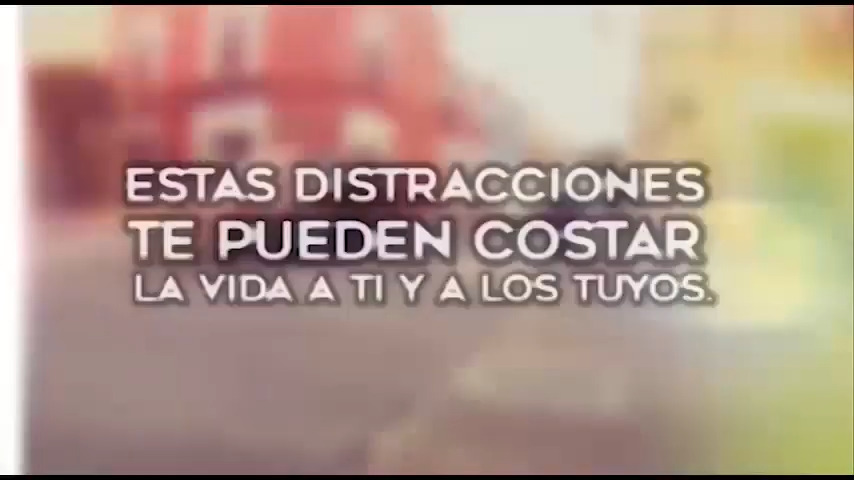 ESTAS DISTRACCIONES
TE PUEDEN COSTAR
LA VIDA A TI Y A LOS TUYOS.